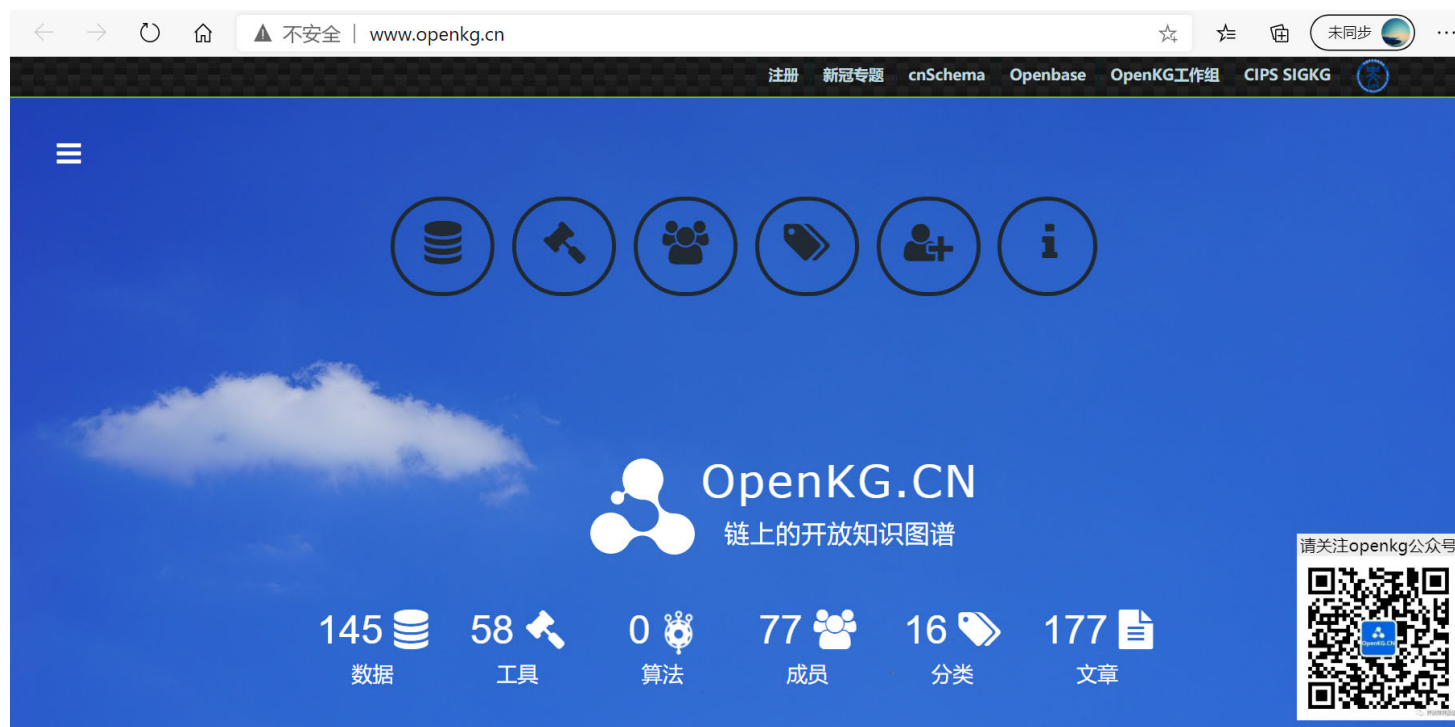 不安全 | www.openkg.cn
未同步
注册 新冠专题 cnSchema Openbase OpenKG工作组 CIPS SIGKG
OpenKG.CN
链上的开放知识图谱
请关注openkg公众号
OpenKG.CN
145 58 0 77 16 177
数据 工具 算法 成员 分类 文章